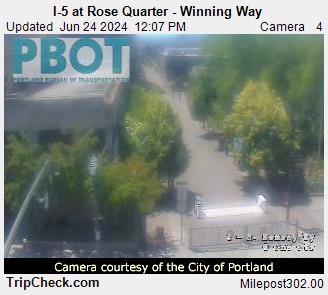 I-5 at Rose Quarter - Winning Way
Updated Jun 24 2024 12:07 PM Camera 4
PBOT
PORTLAND BUREAU OF TRANSPORTATION
Camera courtesy of the City of Portland
TripCheck.com Milepost302.00